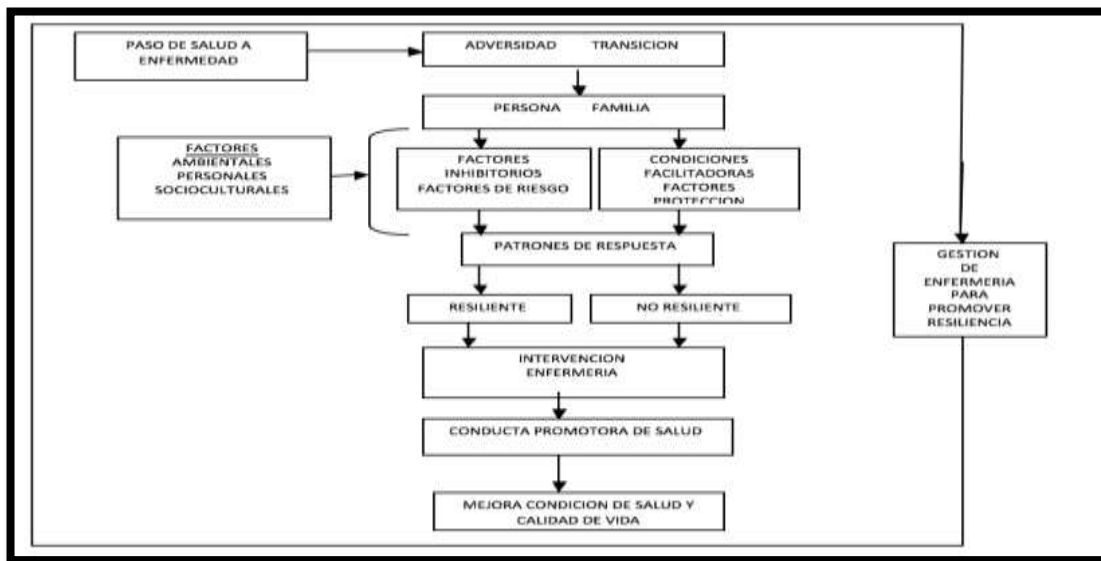 PASO DE SALUD A
ENFERMEDAD
ADVERSIDAD TRANSICION
PERSONA FAMILIA
FACTORES
AMBIENTALES
PERSONALES
SOCIOCULTURALES
FACTORES
INHIBITORIOS
FACTORES DE RIESGO
CONDICIONES
FACILITADORAS
FACTORES
PROTECCION
PATRONES DE RESPUESTA
RESILIENTE
NO RESILIENTE
GESTION
DE
ENFERMERIA
PARA
PROMOVER
RESILIENCIA
INTERVENCION
ENFERMERIA
CONDUCTA PROMOTORA DE SALUD
MEJORA CONDICION DE SALUD Y
CALIDAD DE VIDA